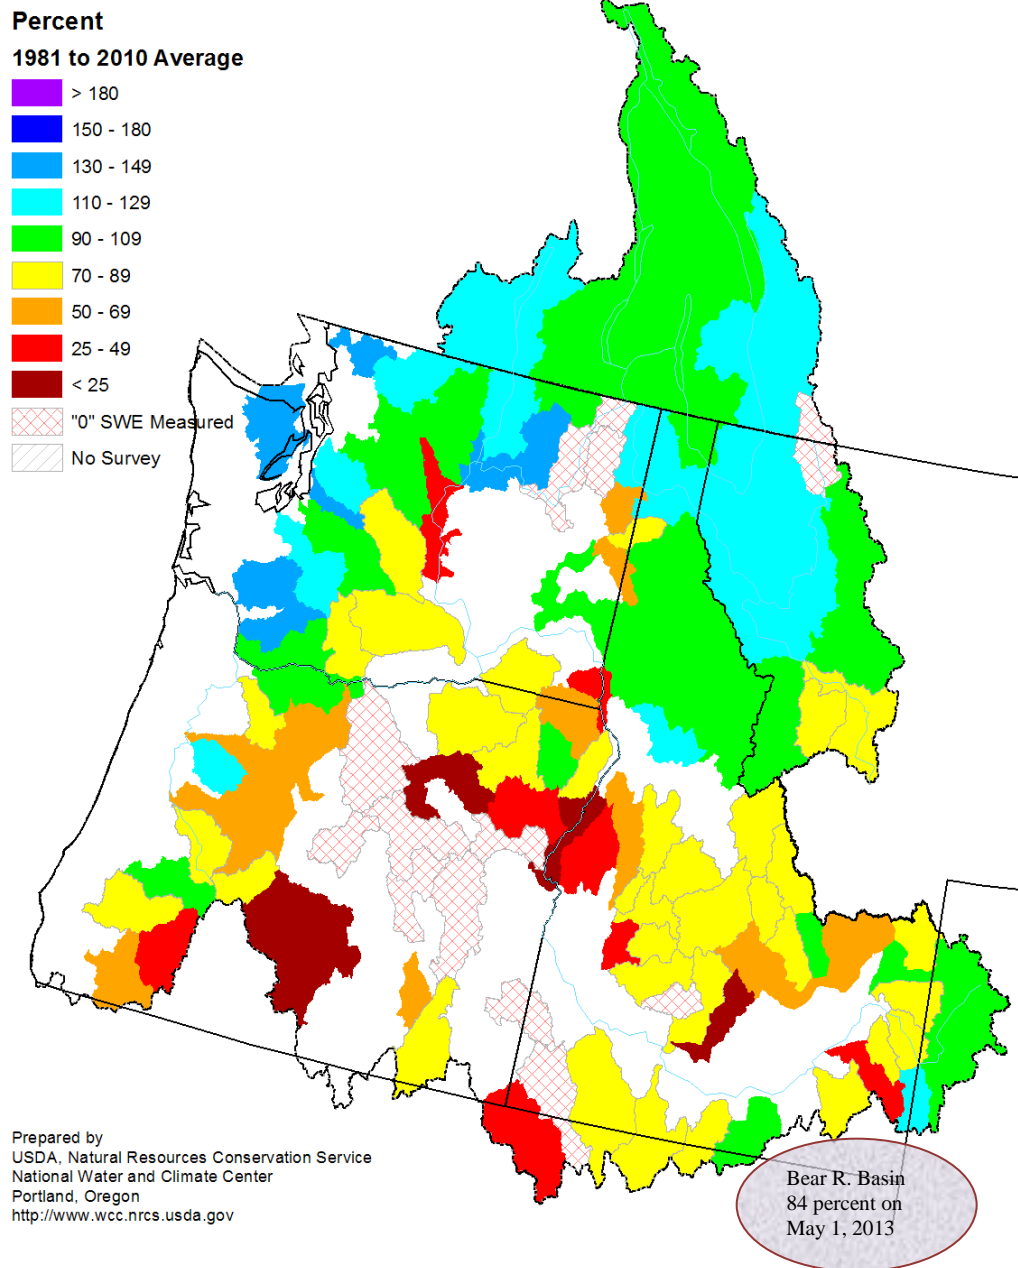 Percent
1981 to 2010 Average
> 180
150 - 180
130 - 149
110 - 129
90 - 109
70 - 89
50 - 69
25 - 49
< 25
"0" SWE Measured
No Survey
Prepared by
USDA, Natural Resources Conservation Service
National Water and Climate Center
Portland, Oregon
http://www.wcc.nrcs.usda.gov
Bear R. Basin
84 percent on
May 1, 2013